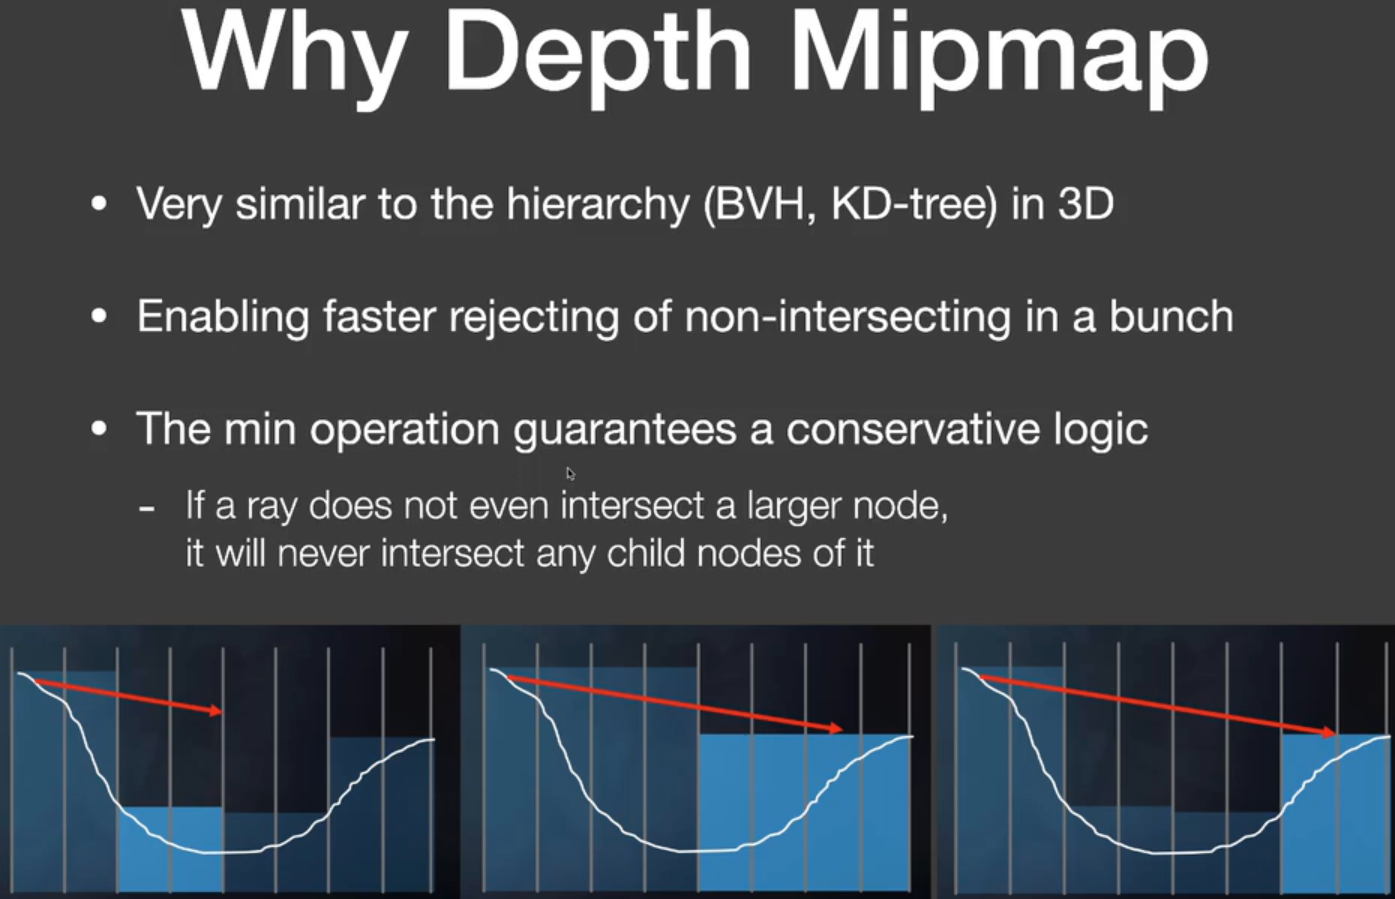 Why Depth Mipmap
• Very similar to the hierarchy (BVH, KD-tree) in 3D
• Enabling faster rejecting of non-intersecting in a bunch
• The min operation guarantees a conservative logic
- If a ray does not even intersect a larger node,
it will never intersect any child nodes of it